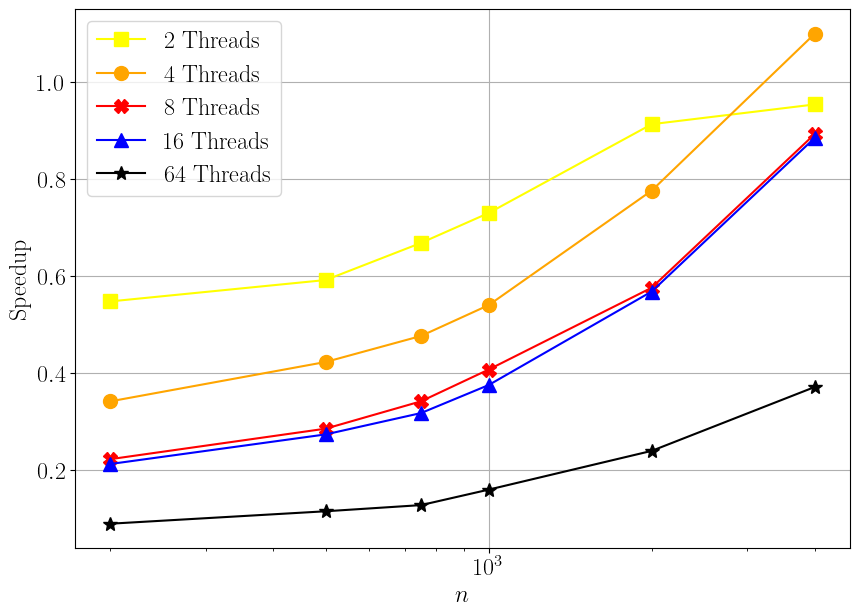 2 Threads
4 Threads
8 Threads
16 Threads
64 Threads
1.0
0.8
0.6
0.4
0.2
Speedup
10³
n